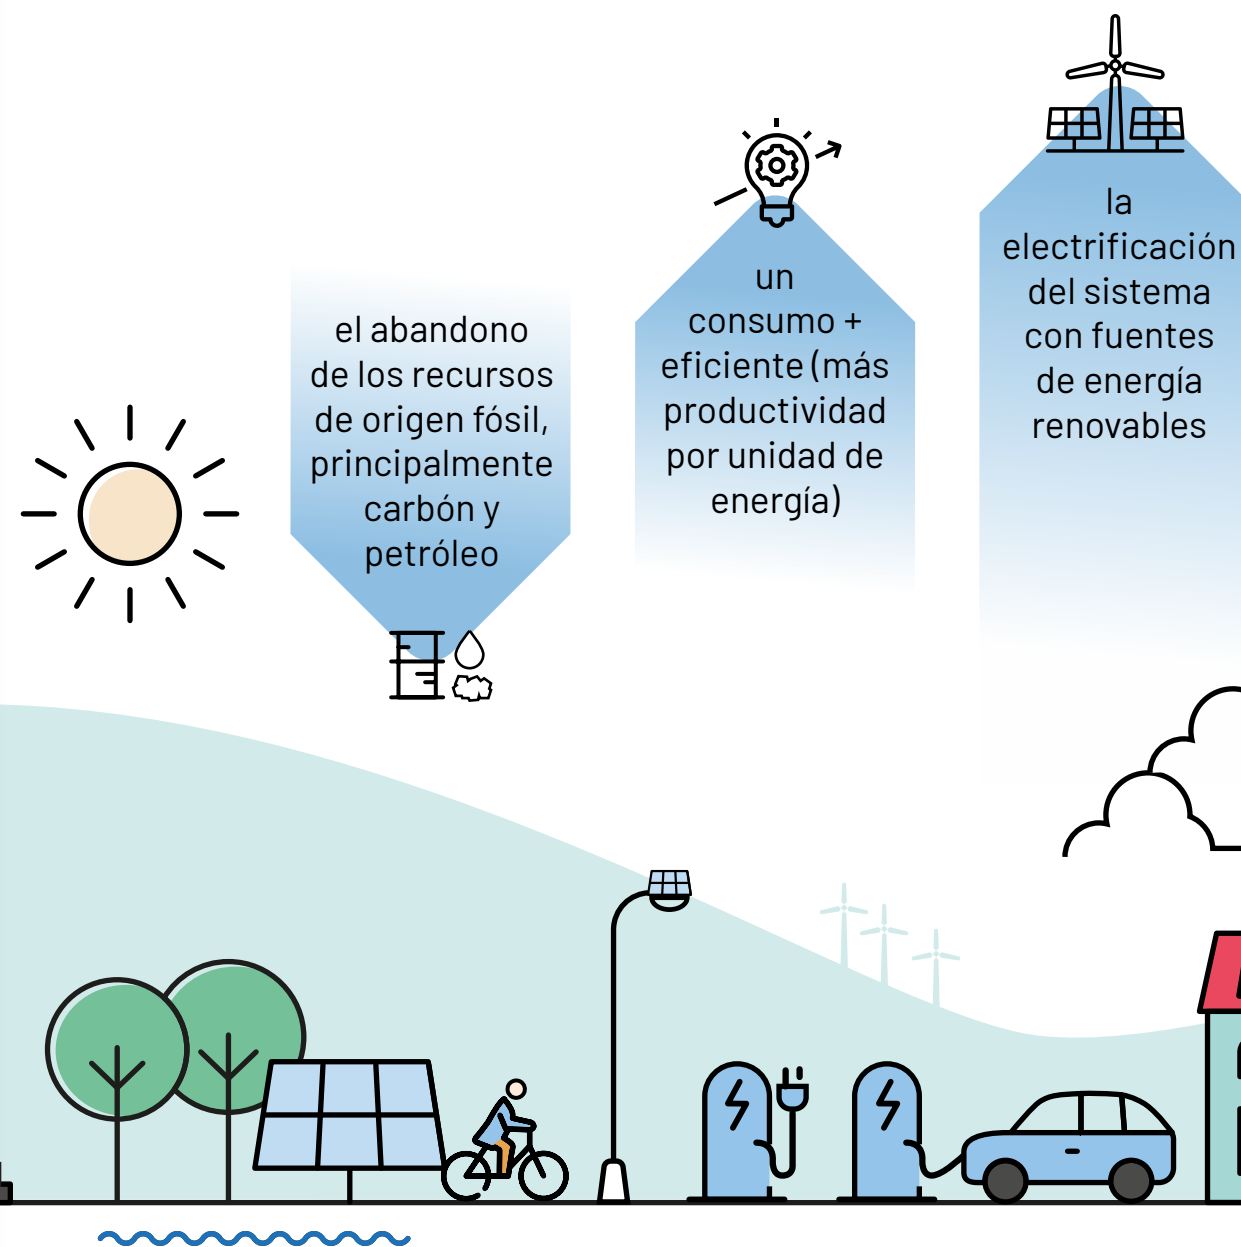 el abandono
de los recursos
de origen fósil,
principalmente
carbón y
petróleo
un
consumo +
eficiente (más
productividad
por unidad de
energía)
la
electrificación
del sistema
con fuentes
de energía
renovables